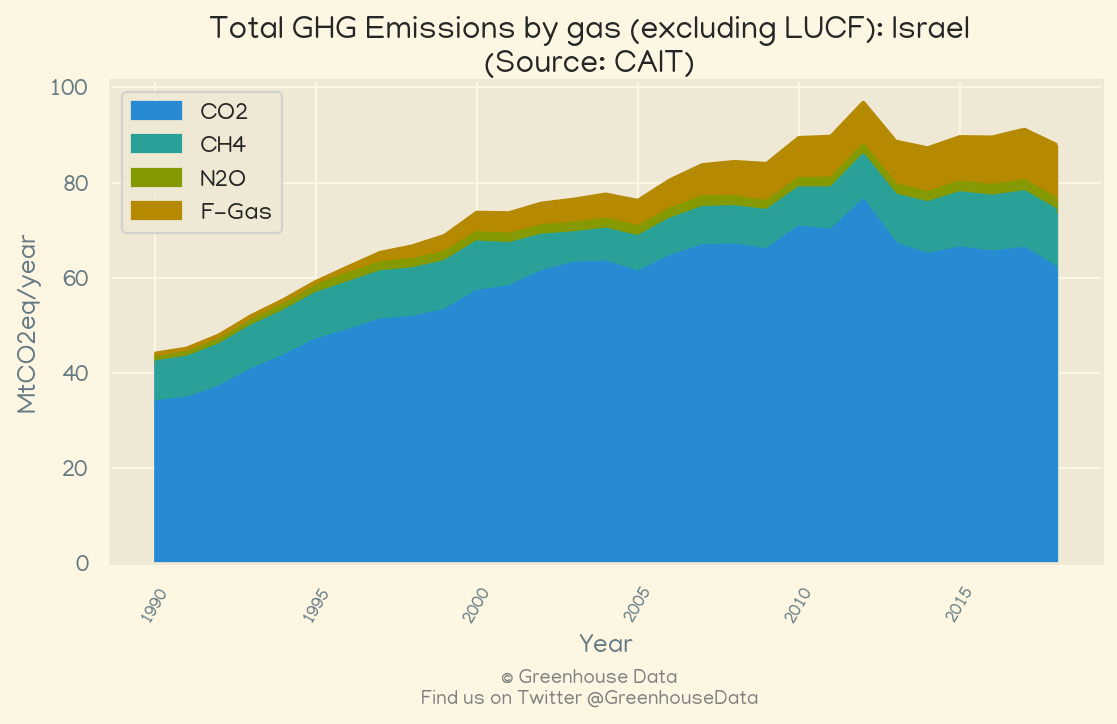 Total GHG Emissions by gas (excluding LUCF): Israel
(Source: CAIT)
100
80
60
40
20
0
MtCO2eq/year
CO2
CH4
N2O
F-Gas
1990
1995
2000
2005
2010
2015
Year
© Greenhouse Data
Find us on Twitter @GreenhouseData